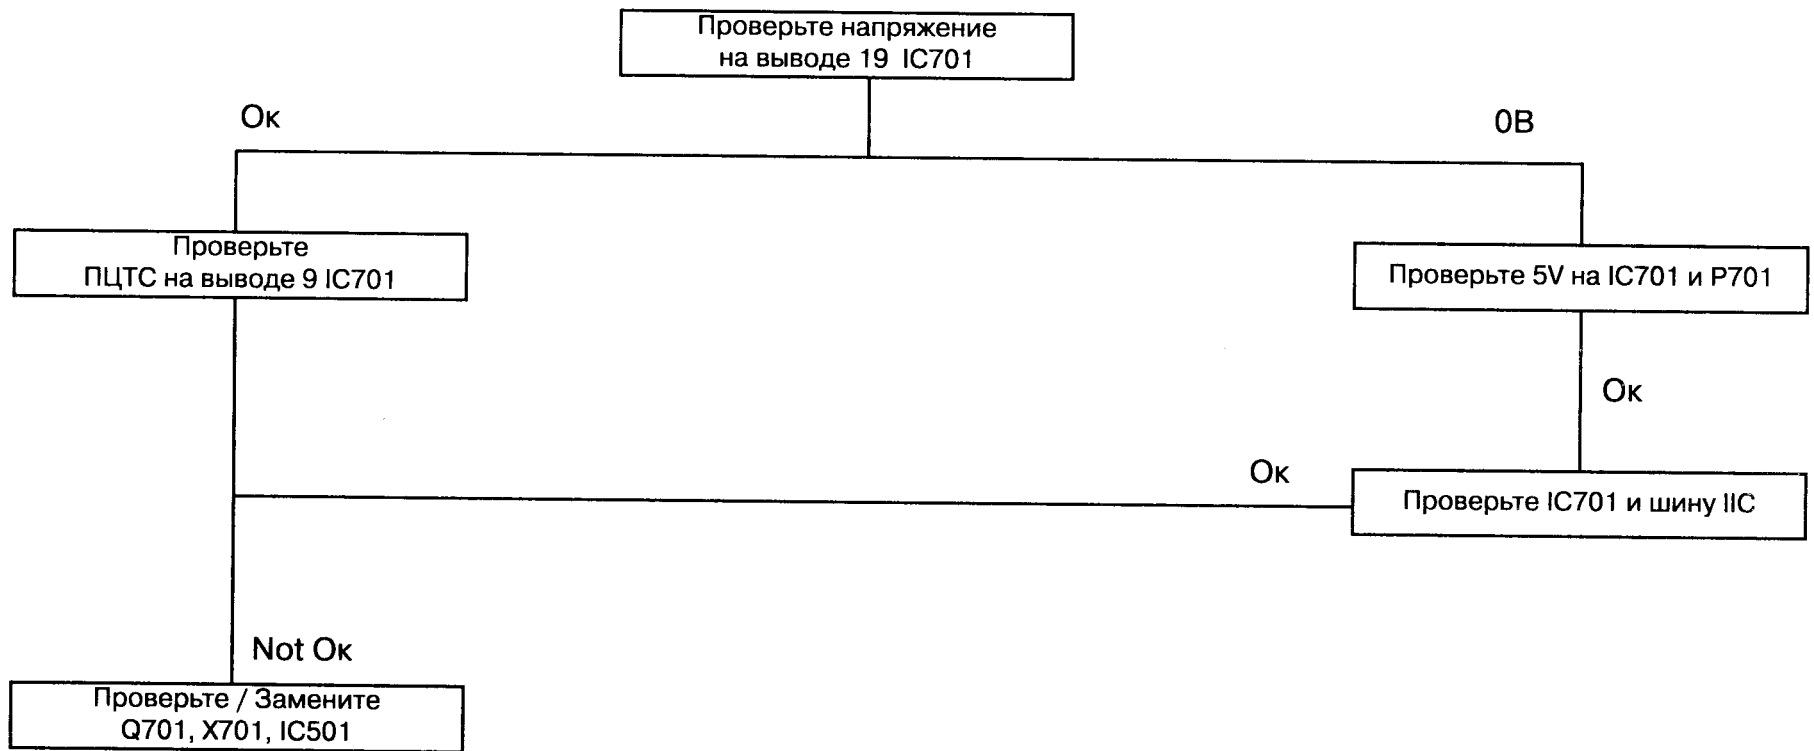 Проверьте напряжение
на выводе 19 IC701
Ок
0В
Проверьте
ПЦТС на выводе 9 IC701
Проверьте 5V на IC701 и P701
Ок
Ок
Проверьте IC701 и шину IIC
Not Ок
Проверьте / Замените
Q701, X701, IC501